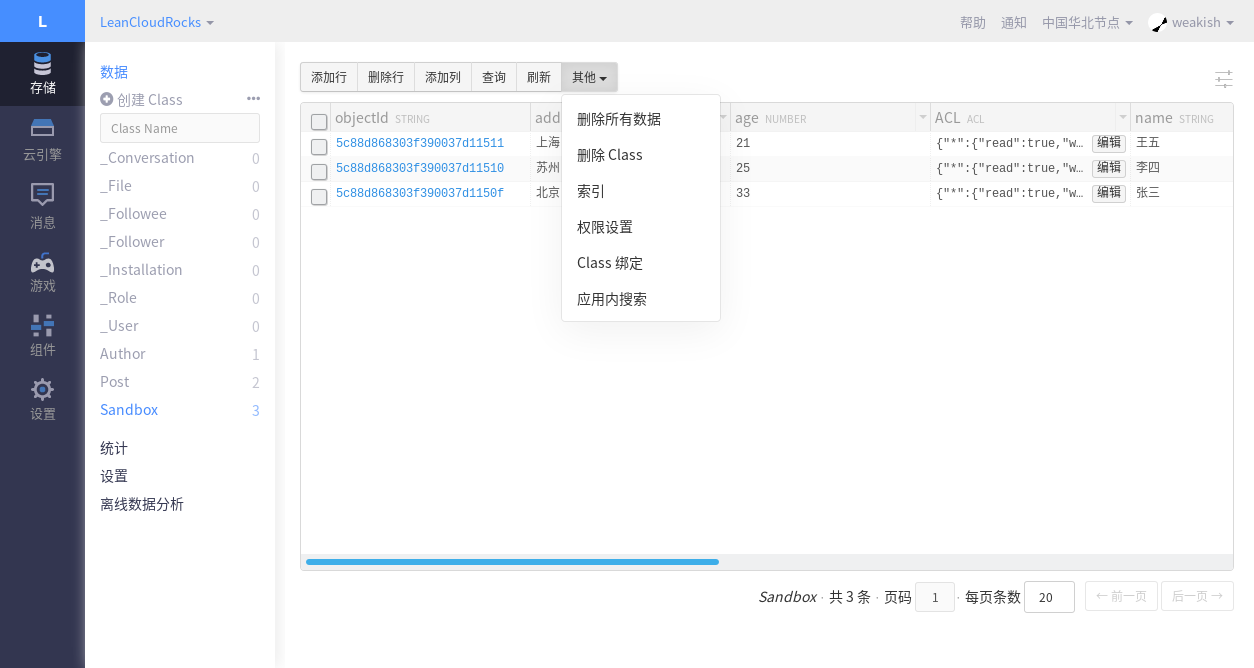 L
LeanCloudRocks
帮助 通知 中国华北节点 weakish
存储
云引擎
消息
游戏
组件
设置
数据
创建 Class •••
Class Name
_Conversation 0
_File 0
_Followee 0
_Follower 0
_Installation 0
_Role 0
_User 0
Author 1
Post 2
Sandbox 3
统计
设置
离线数据分析
添加行 删除行 添加列 查询 刷新 其他
删除所有数据
删除 Class
索引
权限设置
Class 绑定
应用内搜索
objectId STRING add age NUMBER ACL ACL name STRING
5c88d868303f390037d11511 上海 21 {"*":{"read":true,"w… 编辑 王五
5c88d868303f390037d11510 苏州 25 {"*":{"read":true,"w… 编辑 李四
5c88d868303f390037d1150f 北京 33 {"*":{"read":true,"w… 编辑 张三
Sandbox · 共 3 条 · 页码 1 · 每页条数 20 ← 前一页 后一页 →